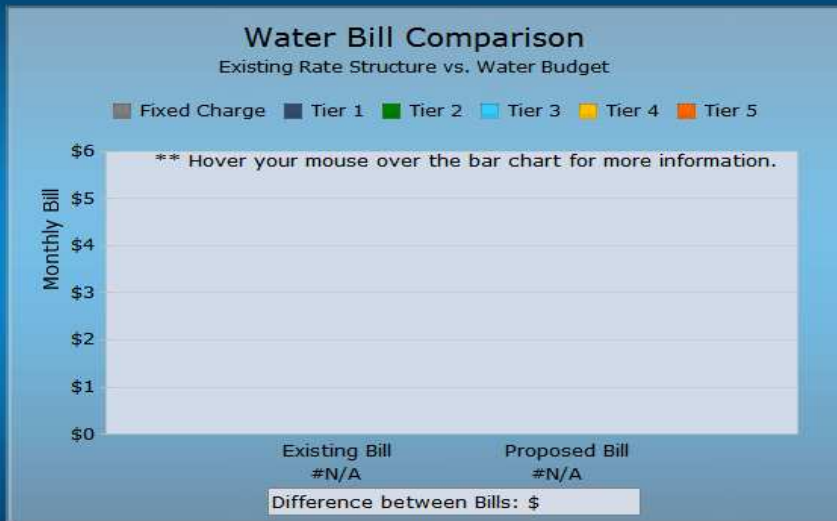 Water Bill Comparison
Existing Rate Structure vs. Water Budget
Fixed Charge Tier 1 Tier 2 Tier 3 Tier 4 Tier 5
** Hover your mouse over the bar chart for more information.
Monthly Bill
$6
$5
$4
$3
$2
$1
$0
Existing Bill Proposed Bill
#N/A #N/A
Difference between Bills: $